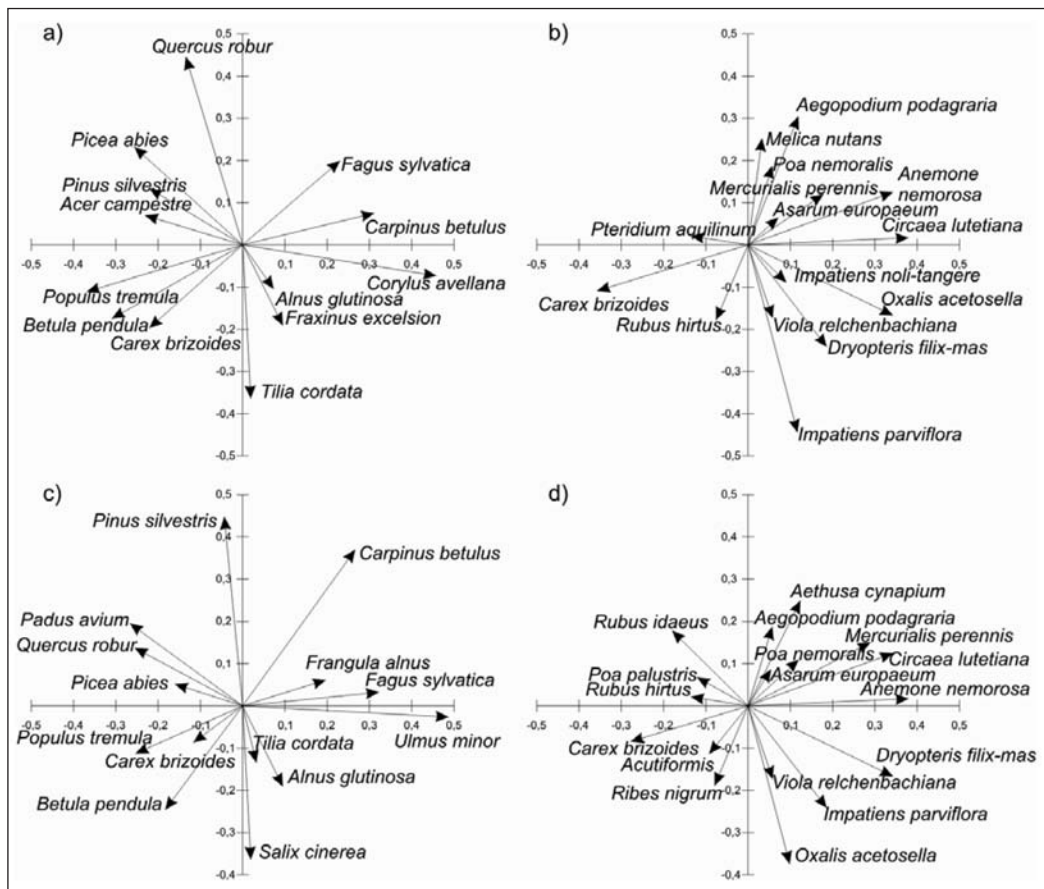 a)
0,5
Quercus robur
0,4
0,3
Picea abies
0,2
Fagus sylvatica
Pinus silvestris
0,1
Acer campestre
Carpinus betulus
-0,5 -0,4 -0,3 -0,2 -0,1 0,1 0,2 0,3 0,4 0,5
Corylus avellana
-0,1
Populus tremula
Alnus glutinosa
Betula pendula
Fraxinus excelsion
-0,2
Carex brizoides
-0,3
Tilia cordata
-0,4
-0,5
b)
0,5
0,4
Aegopodium podagraria
0,3
Melica nutans
0,2
Poa nemoralis
Anemone
nemorosa
Mercurialis perennis
0,1
Asarum europaeum
Pteridium aquilinum
Circaea lutetiana
-0,5 -0,4 -0,3 -0,2 -0,1 0,1 0,2 0,3 0,4 0,5
Impatiens noli-tangere
-0,1
Carex brizoides
Oxalis acetosella
Rubus hirtus
Viola relchenbachiana
-0,2
Dryopteris filix-mas
-0,3
-0,4
Impatiens parviflora
-0,5
c)
0,5
Pinus silvestris
0,4
Carpinus betulus
0,3
Padus avium
0,2
Quercus robur
0,1
Frangula alnus
Picea abies
Fagus sylvatica
-0,5 -0,4 -0,3 -0,2 -0,1 0,1 0,2 0,3 0,4 0,5
Populus tremula
Tilia cordata
Ulmus minor
-0,1
Carex brizoides
Alnus glutinosa
-0,2
Betula pendula
-0,3
Salix cinerea
-0,4
d)
0,5
0,4
0,3
Aethusa cynapium
Rubus idaeus
0,2
Aegopodium podagraria
Mercurialis perennis
0,1
Poa nemoralis
Circaea lutetiana
Poa palustris
Asarum europaeum
Rubus hirtus
Anemone nemorosa
-0,5 -0,4 -0,3 -0,2 -0,1 0,1 0,2 0,3 0,4 0,5
Carex brizoides
-0,1
Dryopteris filix-mas
Acutiformis
Viola relchenbachiana
Ribes nigrum
-0,2
Impatiens parviflora
-0,3
Oxalis acetosella
-0,4